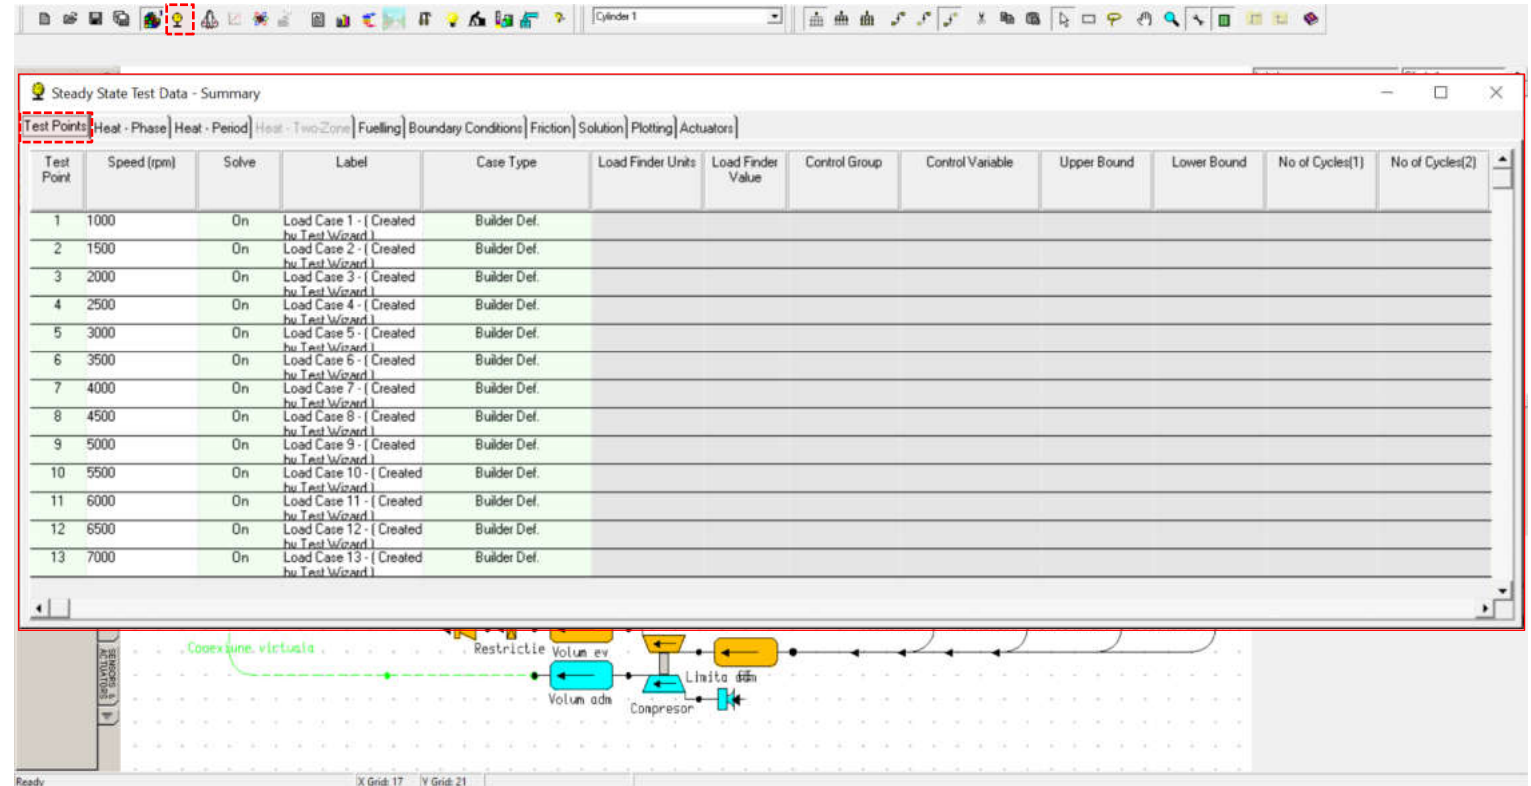 Cylinder 1
Steady State Test Data - Summary
Test Points Heat - Phase Heat - Period Heat - Two-Zone Fuelling Boundary Conditions Friction Solution Plotting Actuators
Test Point Speed (rpm) Solve Label Case Type Load Finder Units Load Finder Value Control Group Control Variable Upper Bound Lower Bound No of Cycles(1) No of Cycles(2)
1 1000 On Load Case 1 - ( Created Builder Def.
by Test Wizard )
2 1500 On Load Case 2 - ( Created Builder Def.
by Test Wizard )
3 2000 On Load Case 3 - ( Created Builder Def.
by Test Wizard )
4 2500 On Load Case 4 - ( Created Builder Def.
by Test Wizard )
5 3000 On Load Case 5 - ( Created Builder Def.
by Test Wizard )
6 3500 On Load Case 6 - ( Created Builder Def.
by Test Wizard )
7 4000 On Load Case 7 - ( Created Builder Def.
by Test Wizard )
8 4500 On Load Case 8 - ( Created Builder Def.
by Test Wizard )
9 5000 On Load Case 9 - ( Created Builder Def.
by Test Wizard )
10 5500 On Load Case 10 - ( Created Builder Def.
by Test Wizard )
11 6000 On Load Case 11 - ( Created Builder Def.
by Test Wizard )
12 6500 On Load Case 12 - ( Created Builder Def.
by Test Wizard )
13 7000 On Load Case 13 - ( Created Builder Def.
by Test Wizard )
SENSORS & ACTUATORS
Conexiune virtuala
Restrictie
Volum ev
Limita
Volum adm
Compresor
Ready X Grid: 17 Y Grid: 21